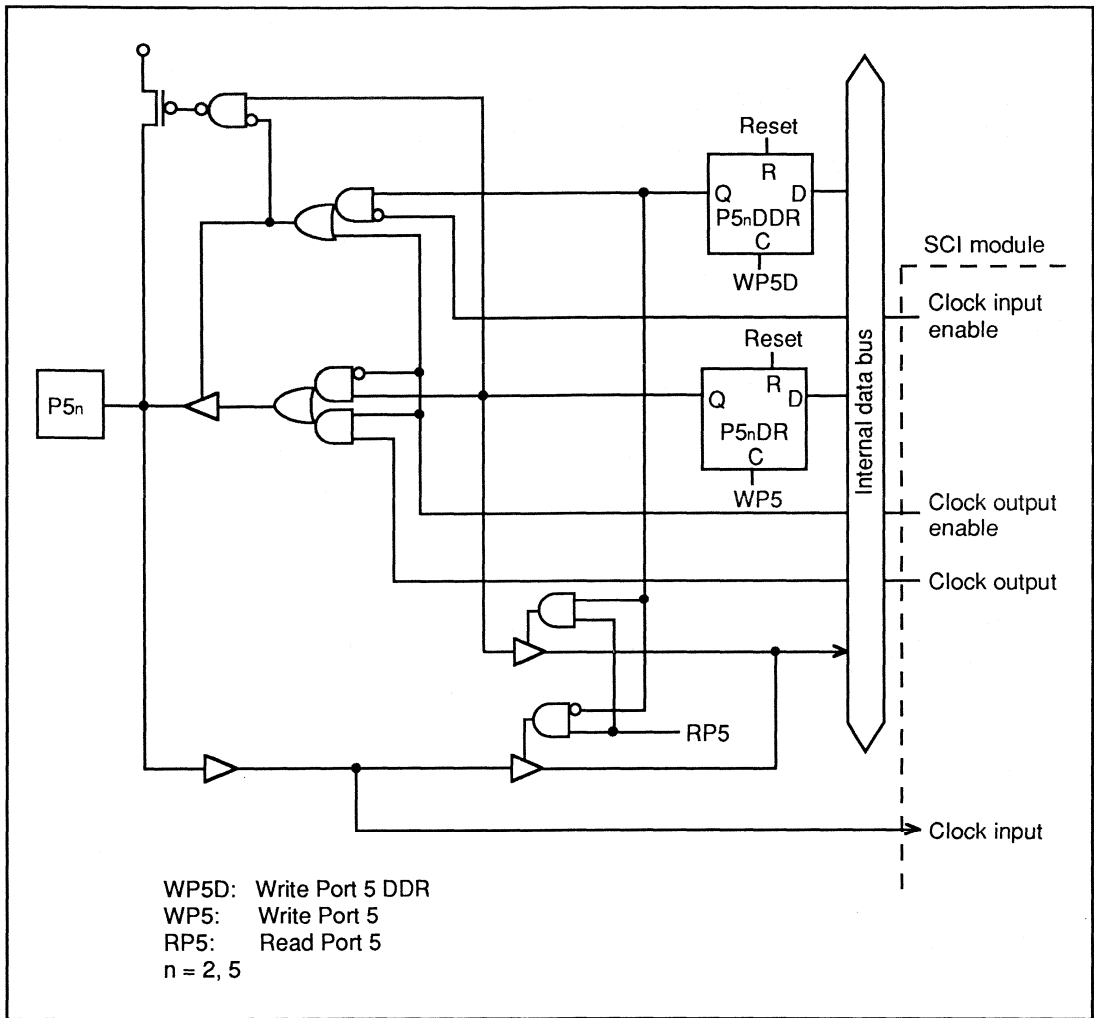 Reset
R
Q
D
P5nDDR
C
WP5D
SCI module
Clock input
enable
Reset
R
Q
D
P5nDR
C
WP5
P5n
Internal data bus
Clock output
enable
Clock output
RP5
Clock input
WP5D: Write Port 5 DDR
WP5: Write Port 5
RP5: Read Port 5
n = 2, 5